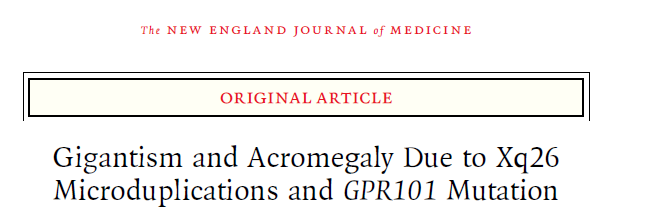 The NEW ENGLAND JOURNAL of MEDICINE
ORIGINAL ARTICLE
Gigantism and Acromegaly Due to Xq26
Microduplications and GPR101 Mutation